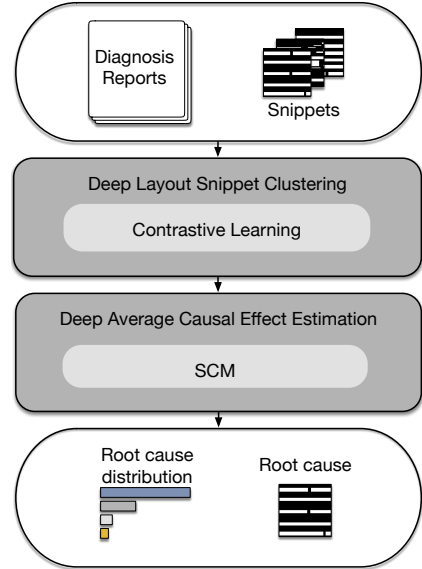 Diagnosis
Reports
Snippets
Deep Layout Snippet Clustering
Contrastive Learning
Deep Average Causal Effect Estimation
SCM
Root cause
distribution
Root cause